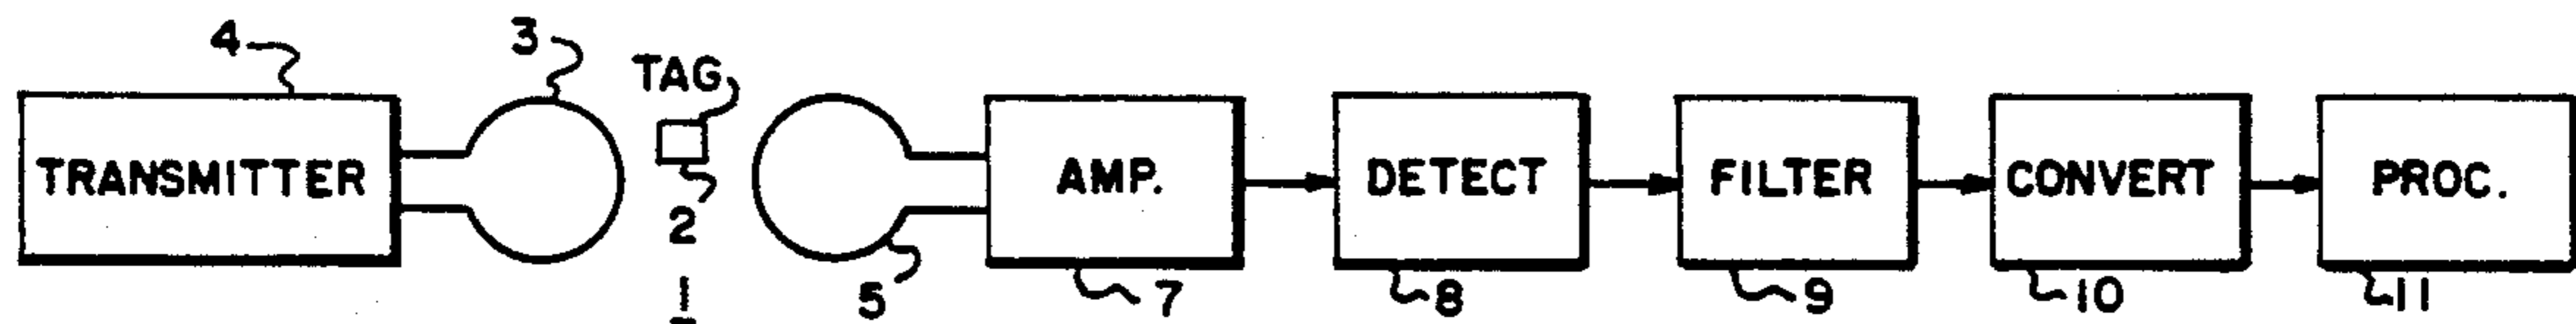 4
3
TAG
TRANSMITTER
AMP.
DETECT
FILTER
CONVERT
PROC.
2
1
5
7
8
9
10
11